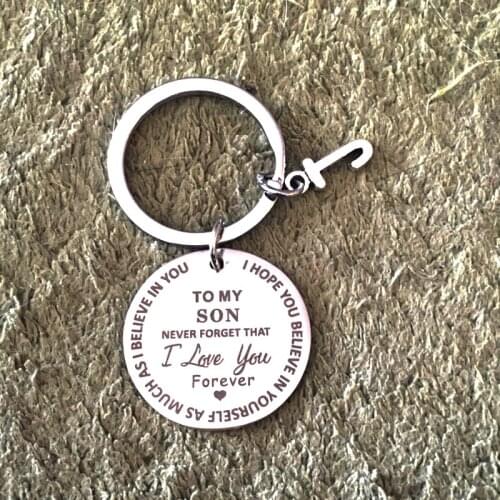 I HOPE YOU BELIEVE IN YOURSELF AS MUCH AS I BELIEVE IN YOU
TO MY
SON
NEVER FORGET THAT
I Love You
Forever
J